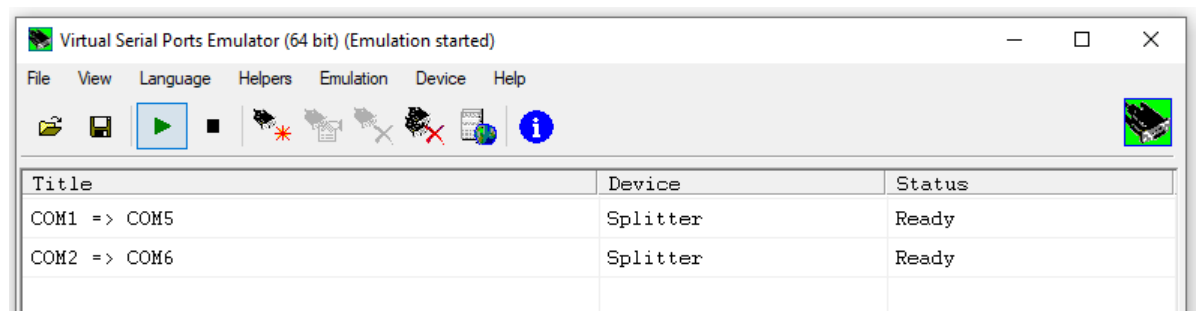 Virtual Serial Ports Emulator (64 bit) (Emulation started)
File View Language Helpers Emulation Device Help
Title Device Status
COM1 => COM5 Splitter Ready
COM2 => COM6 Splitter Ready